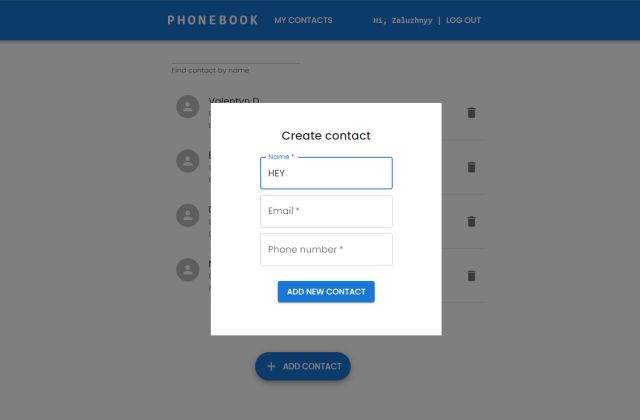 PHONEBOOK MY CONTACTS Hi, Zaluzhnyy | LOG OUT
Find contact by name
Valentyn D
Create contact
Name *
HEY
Email *
Phone number *
ADD NEW CONTACT
+ ADD CONTACT